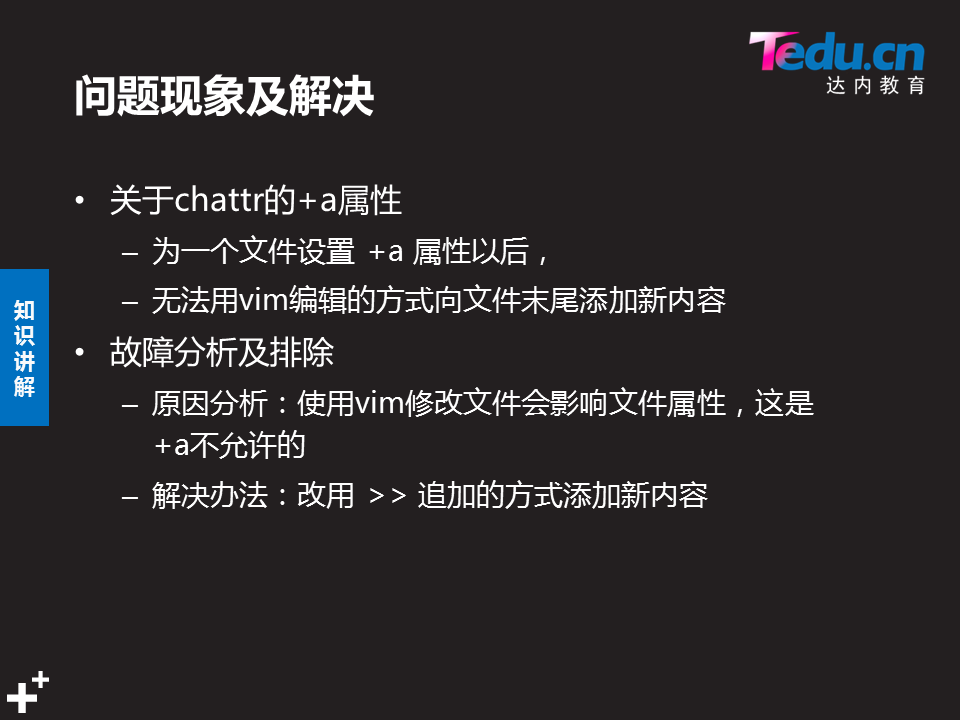 Tedu.cn
达内教育
问题现象及解决
• 关于chattr的+a属性
– 为一个文件设置 +a 属性以后，
– 无法用vim编辑的方式向文件末尾添加新内容
• 故障分析及排除
– 原因分析：使用vim修改文件会影响文件属性，这是
+a不允许的
– 解决办法：改用 >> 追加的方式添加新内容
知
识
讲
解